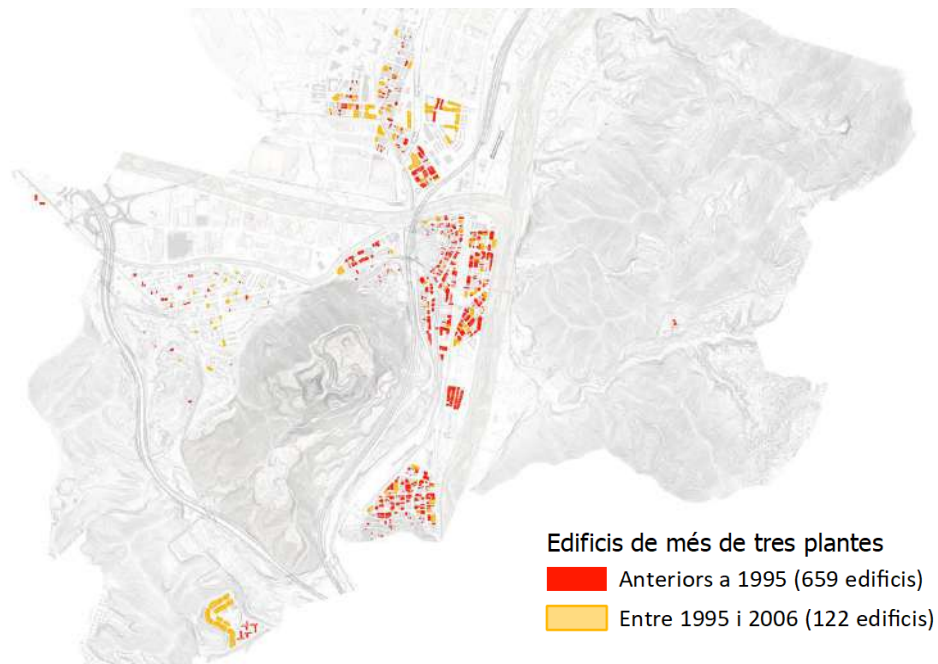 Edificis de més de tres plantes
Anteriors a 1995 (659 edificis)
Entre 1995 i 2006 (122 edificis)